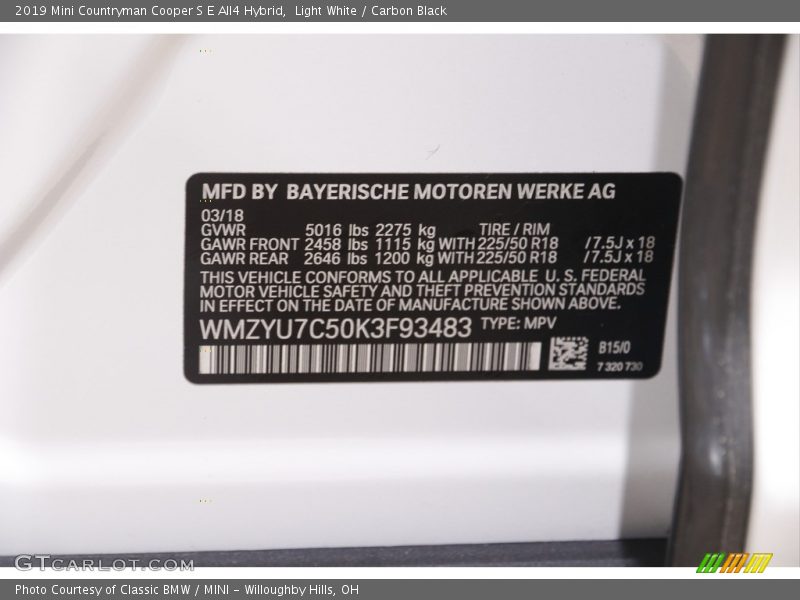 2019 Mini Countryman Cooper S E All4 Hybrid,  Light White / Carbon Black
MFD BY BAYERISCHE MOTOREN WERKE AG
03/18
GVWR 5016 lbs 2275 kg TIRE / RIM
GAWR FRONT 2458 lbs 1115 kg WITH 225/50 R18 /7.5J x 18
GAWR REAR 2646 lbs 1200 kg WITH 225/50 R18 /7.5J x 18
THIS VEHICLE CONFORMS TO ALL APPLICABLE U. S. FEDERAL
MOTOR VEHICLE SAFETY AND THEFT PREVENTION STANDARDS
IN EFFECT ON THE DATE OF MANUFACTURE SHOWN ABOVE.
WMZYU7C50K3F93483 TYPE: MPV
B15/0
7 320 730
GTCARLOT.COM
Photo Courtesy of Classic BMW / MINI - Willoughby Hills, OH